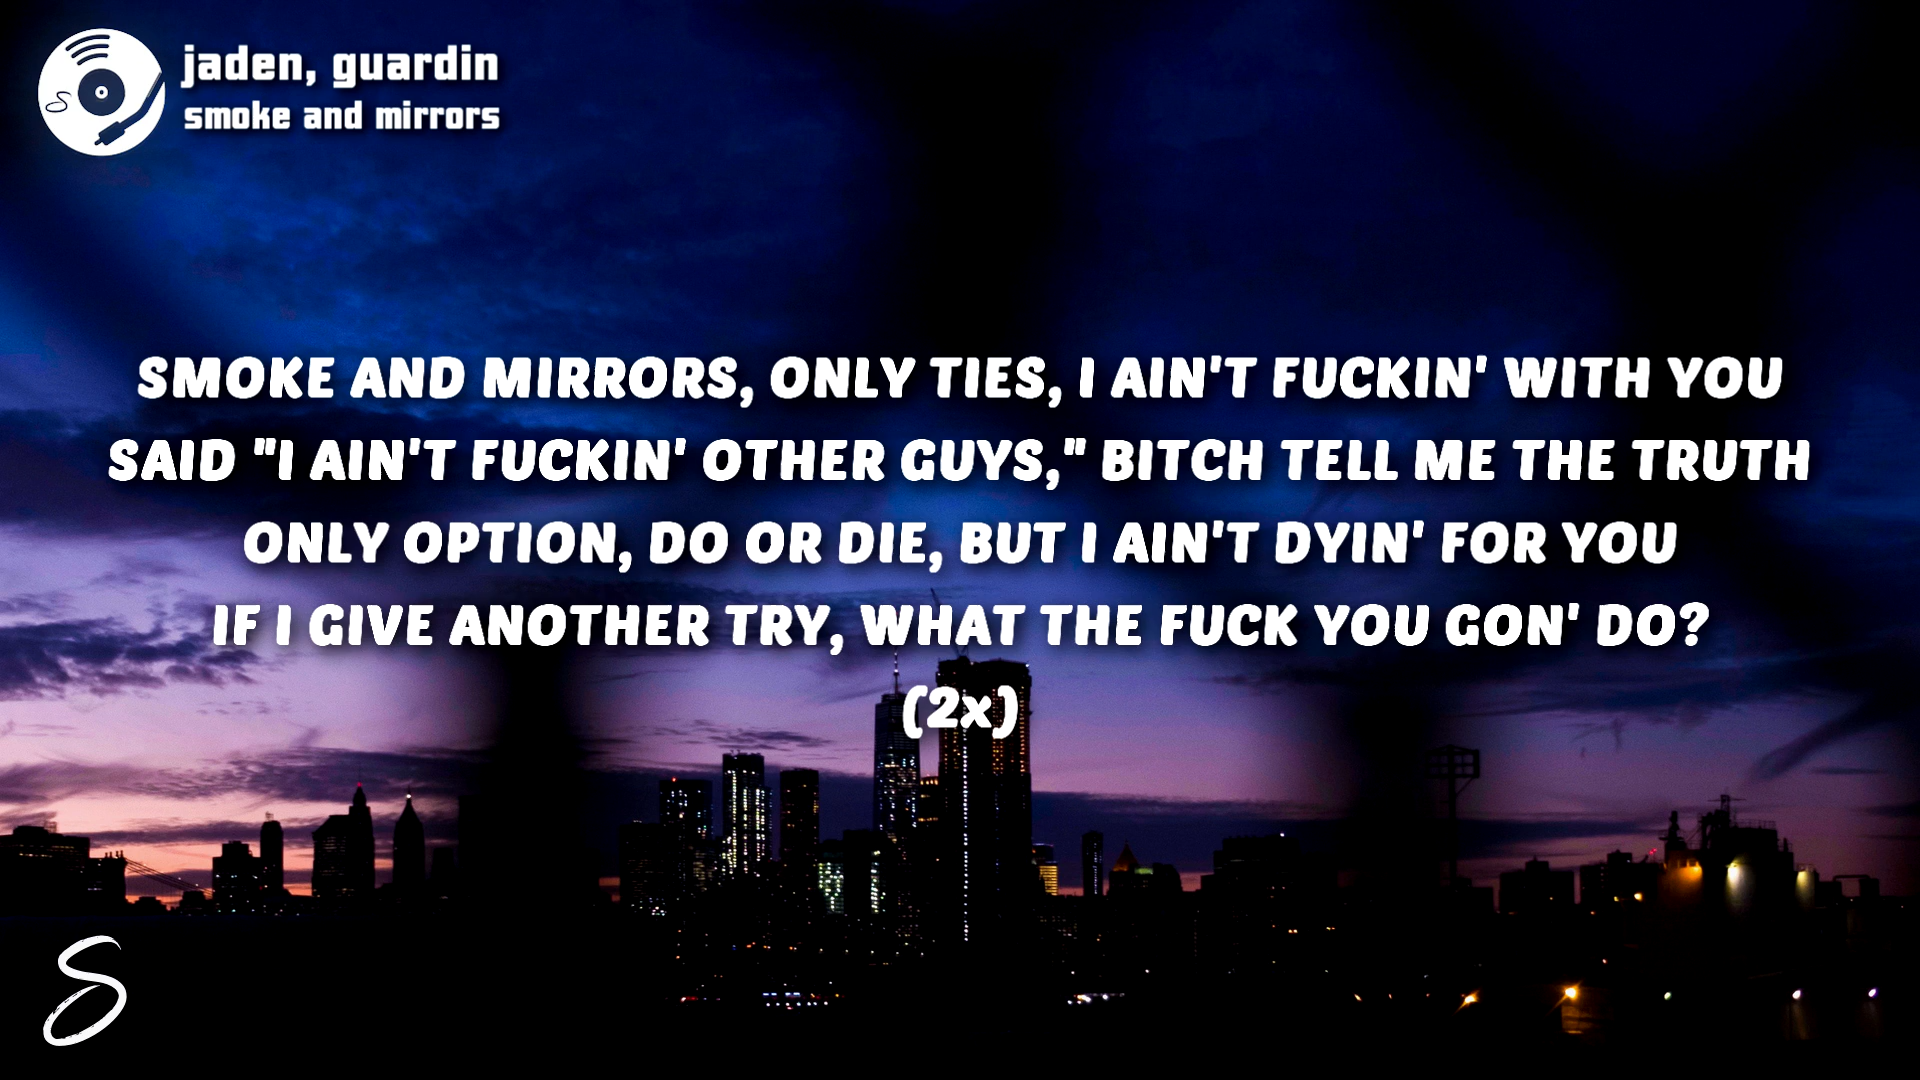 jaden, guardin
smoke and mirrors
SMOKE AND MIRRORS, ONLY TIES, I AIN'T FUCKIN' WITH YOU
SAID "I AIN'T FUCKIN' OTHER GUYS," BITCH TELL ME THE TRUTH
ONLY OPTION, DO OR DIE, BUT I AIN'T DYIN' FOR YOU
IF I GIVE ANOTHER TRY, WHAT THE FUCK YOU GON' DO?
(2x)
S